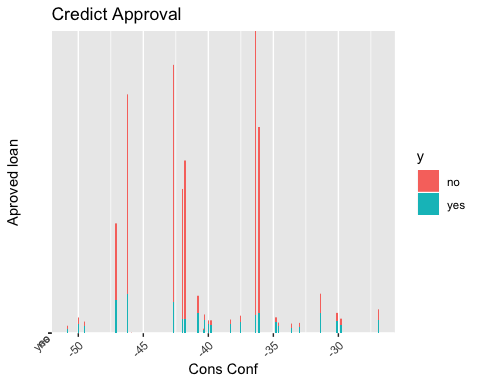 Credict Approval
Aproved loan
y
no
yes
-50
-45
-40
-35
-30
Cons Conf